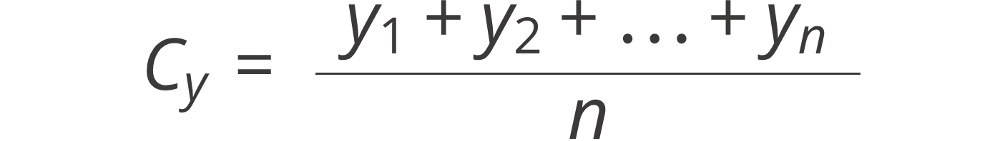 C_y = (y_1 + y_2 + ... + y_n) / n